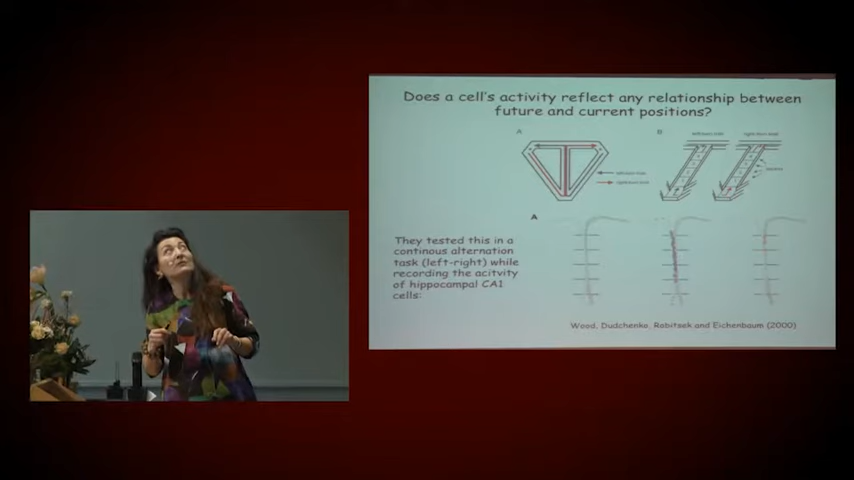 Does a cell's activity reflect any relationship between
future and current positions?
A
B
A
They tested this in a
continous alternation
task (left-right) while
recording the acitvity
of hippocampal CA1
cells:
Wood, Dudchenko, Robitsek and Eichenbaum (2000)